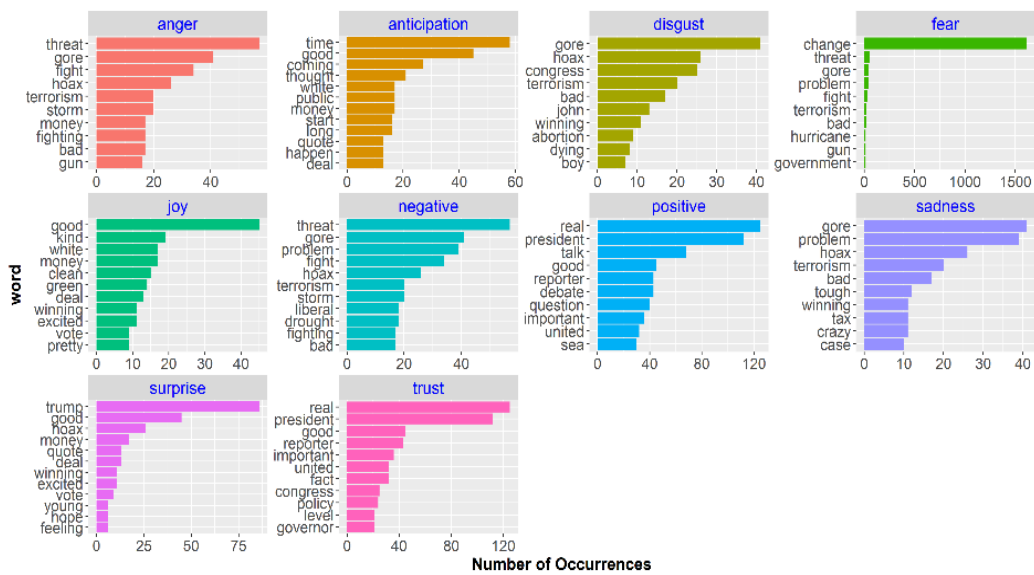 anger
threat
gore
fight
hoax
terrorism
storm
money
fighting
bad
gun
0 20 40
anticipation
time
good
coming
thought
white
public
money
start
long
quote
happen
deal
0 20 40 60
disgust
gore
hoax
congress
terrorism
bad
john
winning
abortion
dying
boy
0 10 20 30 40
fear
change
threat
gore
problem
fight
terrorism
bad
hurricane
gun
government
0 500 1000 1500
joy
good
kind
white
money
clean
green
deal
winning
excited
vote
pretty
0 10 20 30 40
negative
threat
gore
problem
fight
hoax
terrorism
storm
liberal
drought
fighting
bad
0 20 40
positive
real
president
talk
good
reporter
debate
question
important
united
sea
0 40 80 120
sadness
gore
problem
hoax
terrorism
bad
tough
winning
tax
crazy
case
0 10 20 30 40
surprise
trump
good
hoax
money
quote
deal
winning
excited
vote
young
hope
feeling
0 25 50 75
trust
real
president
good
reporter
important
united
fact
congress
policy
level
governor
0 40 80 120
word
Number of Occurrences